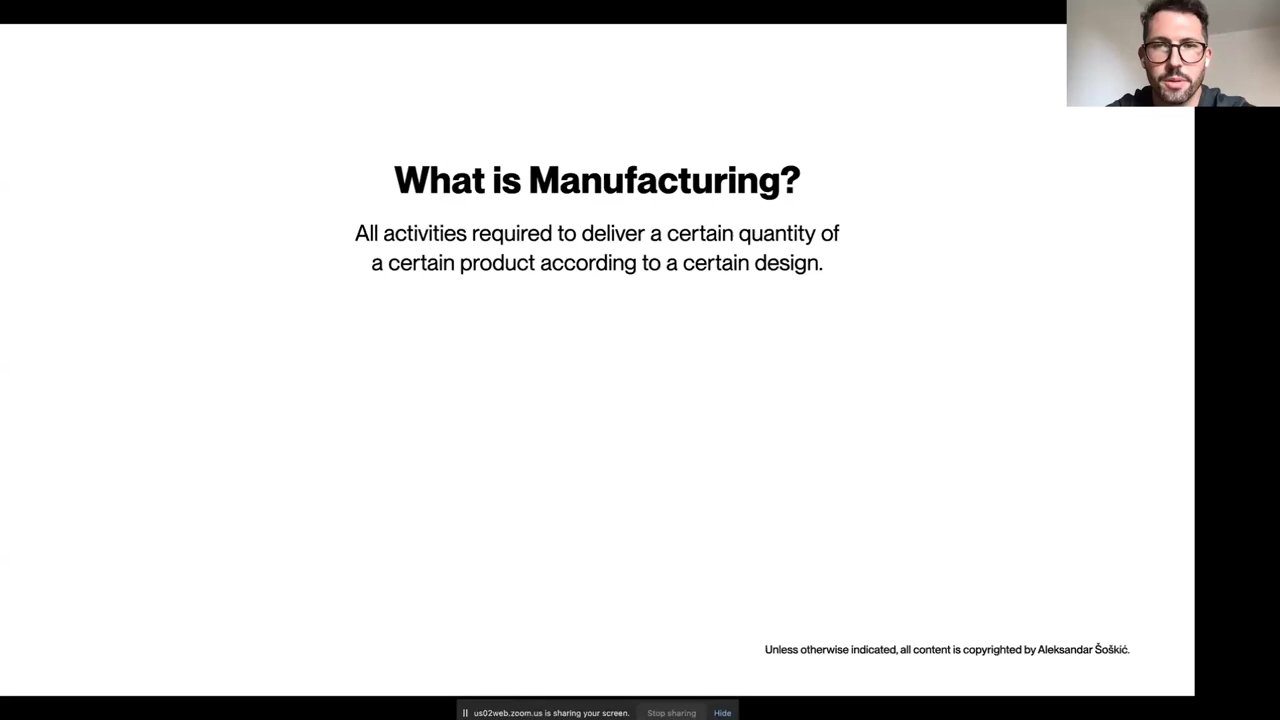 What is Manufacturing?
All activities required to deliver a certain quantity of
a certain product according to a certain design.
Unless otherwise indicated, all content is copyrighted by Aleksandar Šoškić.
us02web.zoom.us is sharing your screen. Stop sharing Hide